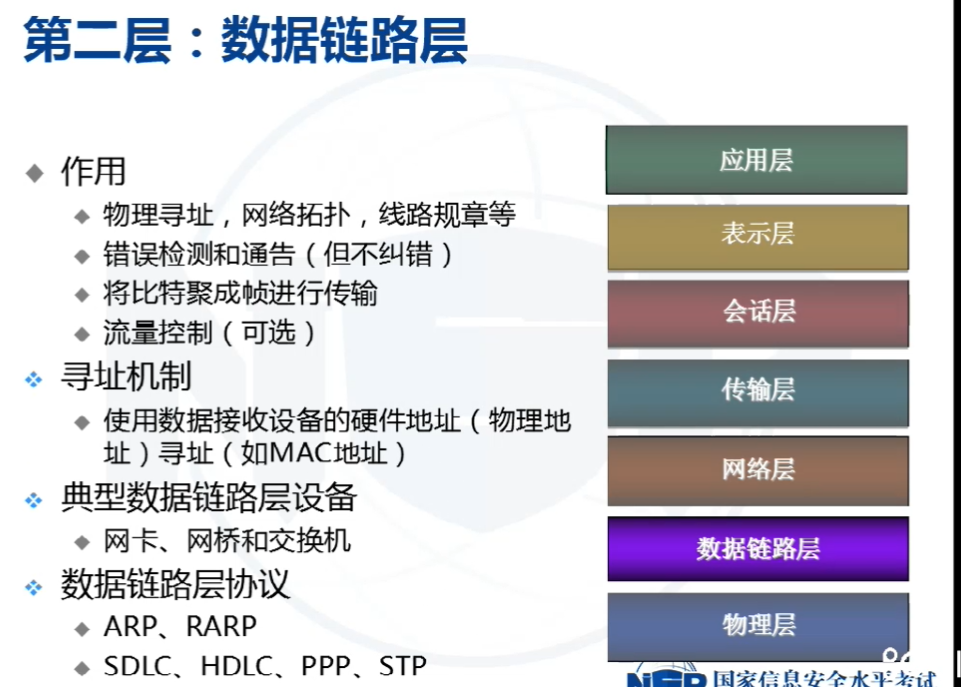 第二层：数据链路层
作用
物理寻址，网络拓扑，线路规章等
错误检测和通告（但不纠错）
将比特聚成帧进行传输
流量控制（可选）
寻址机制
使用数据接收设备的硬件地址（物理地
址）寻址（如MAC地址）
典型数据链路层设备
网卡、网桥和交换机
数据链路层协议
ARP、RARP
SDLC、HDLC、PPP、STP
应用层
表示层
会话层
传输层
网络层
数据链路层
物理层
国家信息安全水平考试